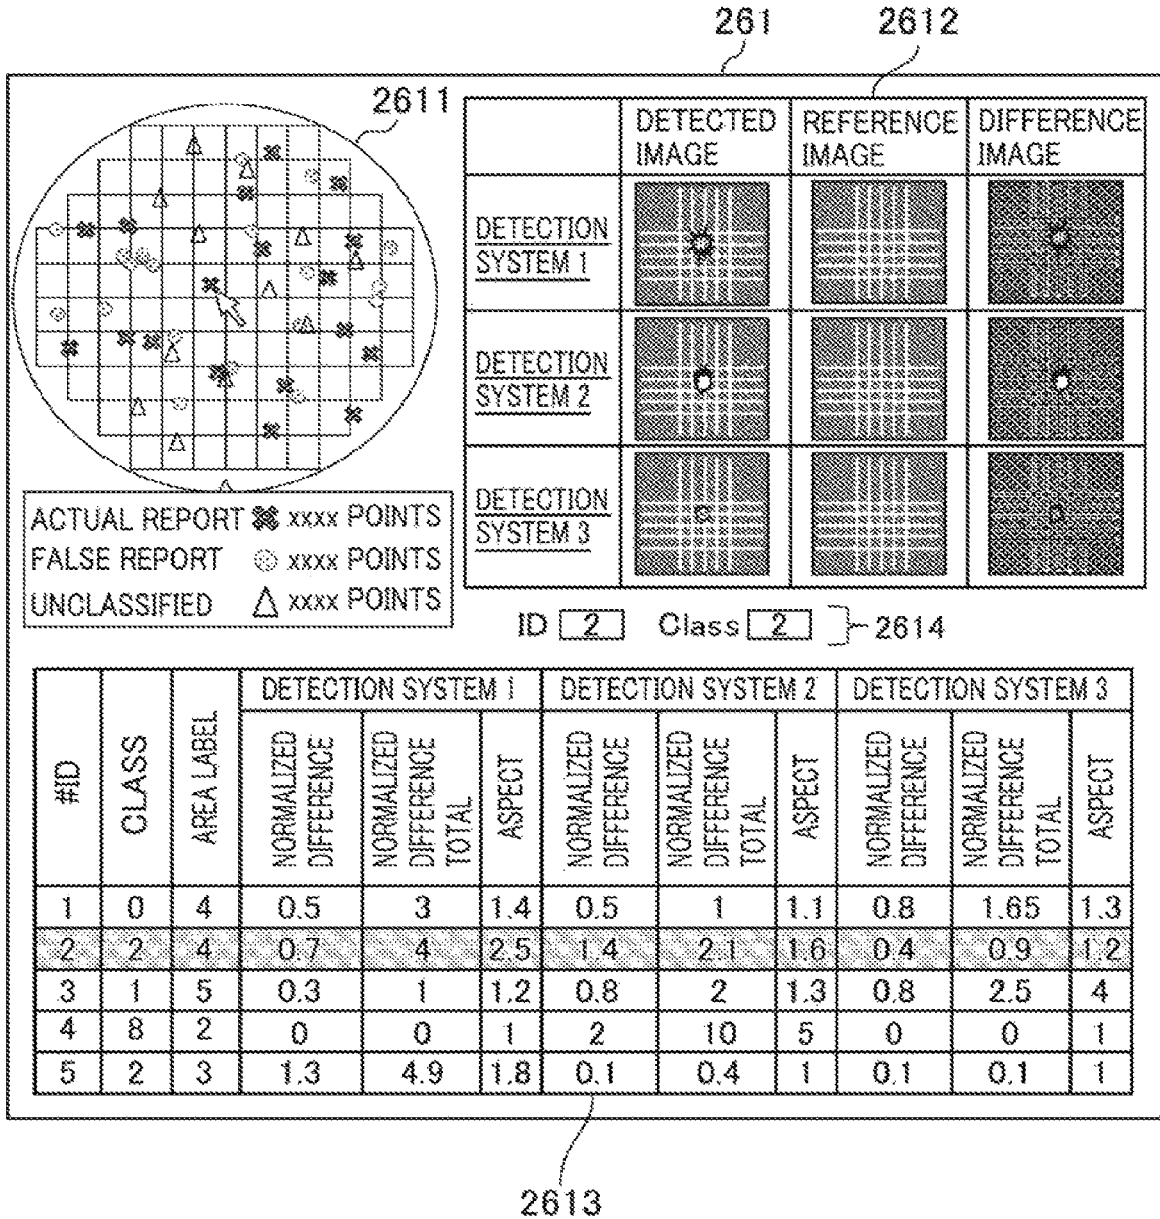 261
2612
2611
DETECTED IMAGE
REFERENCE IMAGE
DIFFERENCE IMAGE
DETECTION SYSTEM 1
DETECTION SYSTEM 2
DETECTION SYSTEM 3
ACTUAL REPORT xxxx POINTS
FALSE REPORT xxxx POINTS
UNCLASSIFIED xxxx POINTS
ID 2 Class 2 2614
DETECTION SYSTEM 1 DETECTION SYSTEM 2 DETECTION SYSTEM 3
#ID CLASS AREA LABEL NORMALIZED DIFFERENCE NORMALIZED DIFFERENCE TOTAL ASPECT NORMALIZED DIFFERENCE NORMALIZED DIFFERENCE TOTAL ASPECT NORMALIZED DIFFERENCE NORMALIZED DIFFERENCE TOTAL ASPECT
1 0 4 0.5 3 1.4 0.5 1 1.1 0.8 1.65 1.3
2 2 4 0.7 4 2.5 1.4 2.1 1.6 0.4 0.9 1.2
3 1 5 0.3 1 1.2 0.8 2 1.3 0.8 2.5 4
4 8 2 0 0 1 2 10 5 0 0 1
5 2 3 1.3 4.9 1.8 0.1 0.4 1 0.1 0.1 1
2613